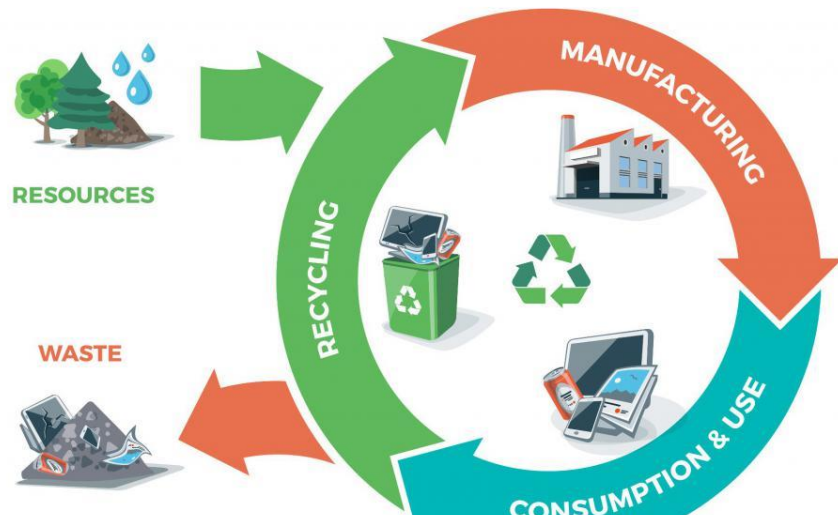 RESOURCES
MANUFACTURING
RECYCLING
WASTE
CONSUMPTION & USE